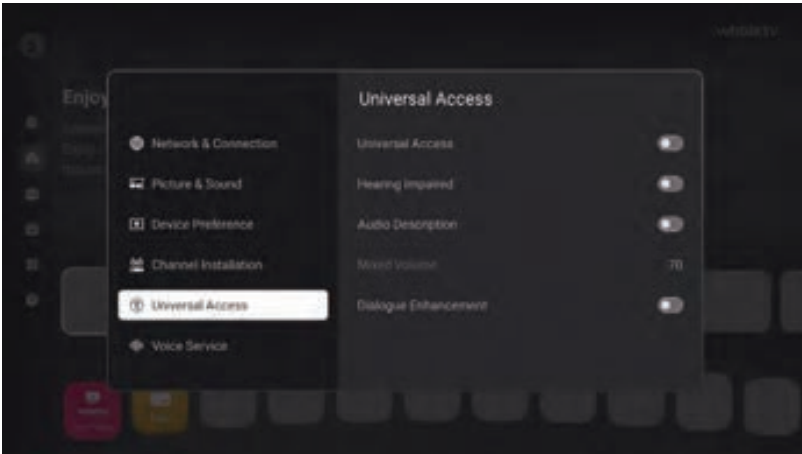 Enjoy
Universal Access
Network & Connection
Picture & Sound
Device Preference
Channel Installation
Universal Access
Voice Service
Universal Access
Hearing Impaired
Audio Description
Mixed Volume 70
Dialogue Enhancement